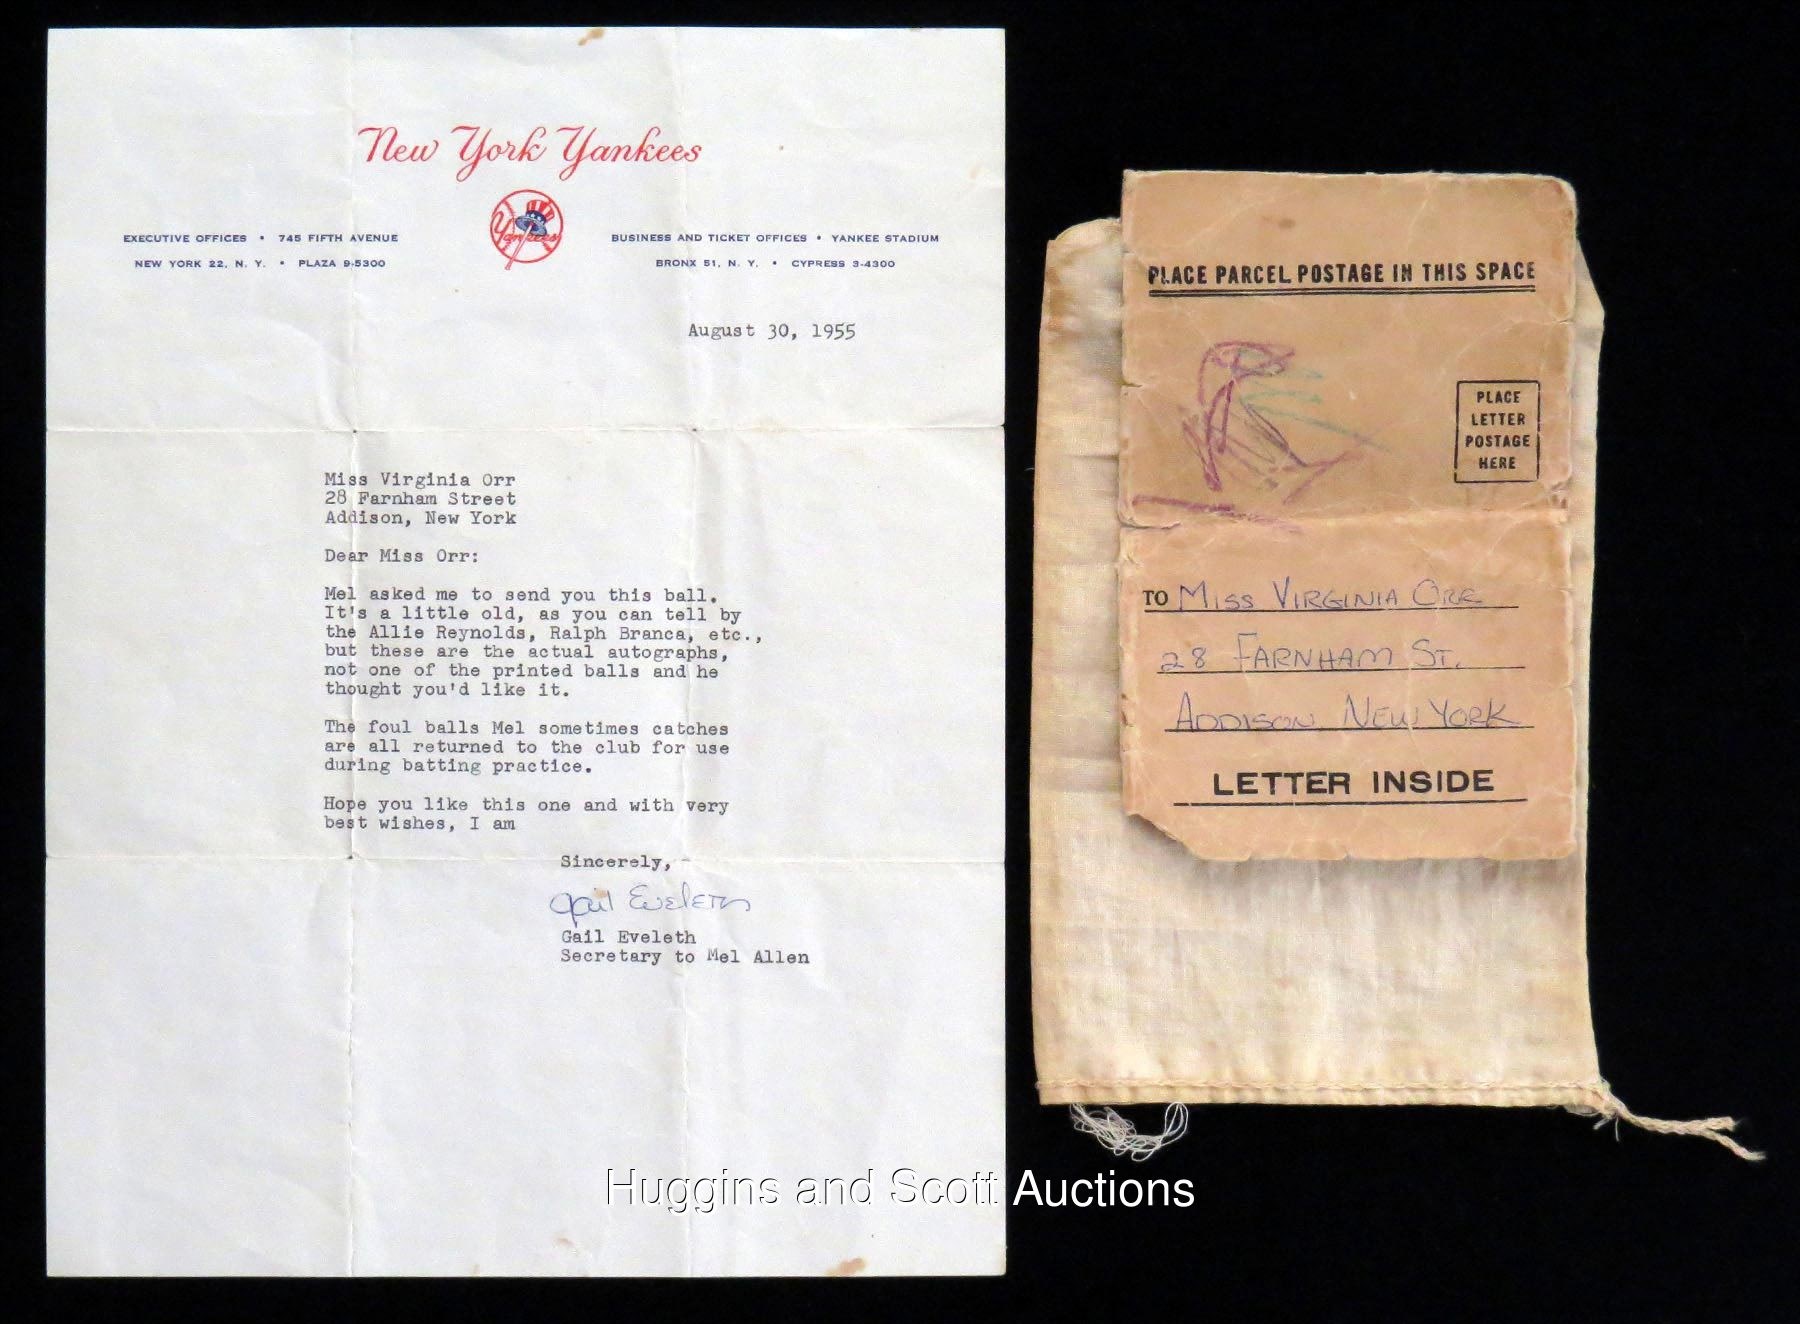 New York Yankees
Yankees
EXECUTIVE OFFICES • 745 FIFTH AVENUE
NEW YORK 22, N. Y. • PLAZA 9-5300
BUSINESS AND TICKET OFFICES • YANKEE STADIUM
BRONX 51, N. Y. • CYPRESS 3-4300
August 30, 1955
Miss Virginia Orr
28 Farnham Street
Addison, New York
Dear Miss Orr:
Mel asked me to send you this ball.
It's a little old, as you can tell by
the Allie Reynolds, Ralph Branca, etc.,
but these are the actual autographs,
not one of the printed balls and he
thought you'd like it.
The foul balls Mel sometimes catches
are all returned to the club for use
during batting practice.
Hope you like this one and with very
best wishes, I am
Sincerely,
Gail Eveleth
Gail Eveleth
Secretary to Mel Allen
PLACE PARCEL POSTAGE IN THIS SPACE
PLACE
LETTER
POSTAGE
HERE
TO MISS VIRGINIA ORR
28 FARNHAM ST.
ADDISON NEW YORK
LETTER INSIDE
Huggins and Scott Auctions